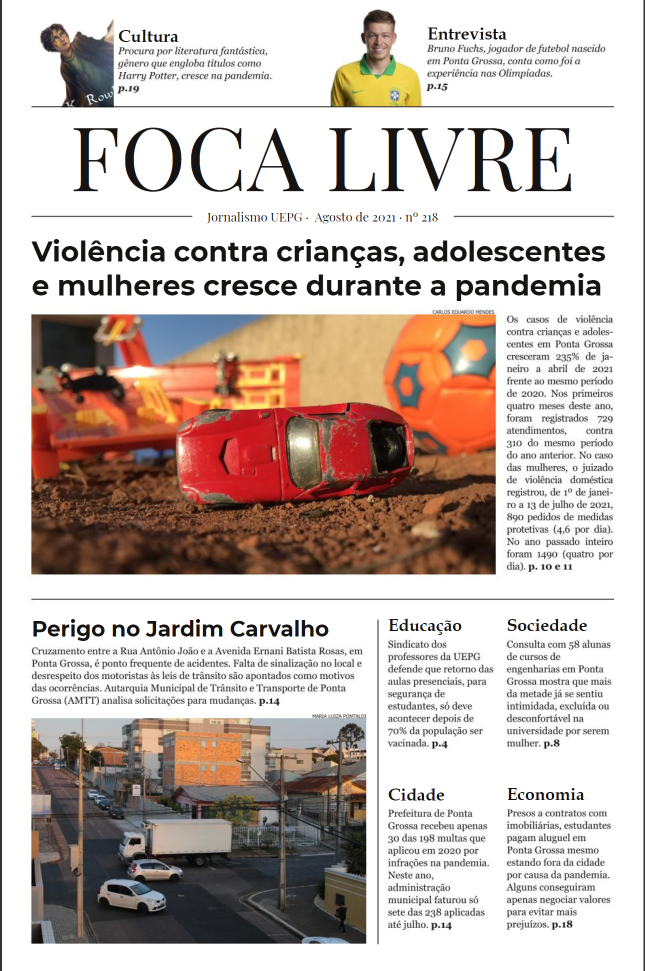 Cultura
Procura por literatura fantástica,
gênero que engloba títulos como
Harry Potter, cresce na pandemia.
p.19
K. Row
Entrevista
Bruno Fuchs, jogador de futebol nascido
em Ponta Grossa, conta como foi a
experiência nas Olimpíadas.
p.15
FOCA LIVRE
Jornalismo UEPG · Agosto de 2021 · nº 218
Violência contra crianças, adolescentes
e mulheres cresce durante a pandemia
CARLOS EDUARDO MENDES
Os casos de violência
contra crianças e adoles-
centes em Ponta Grossa
cresceram 235% de ja-
neiro a abril de 2021
frente ao mesmo período
de 2020. Nos primeiros
quatro meses deste ano,
foram registrados 729
atendimentos, contra
310 do mesmo período
do ano anterior. No caso
das mulheres, o juizado
de violência doméstica
registrou, de 1º de janei-
ro a 13 de julho de 2021,
890 pedidos de medidas
protetivas (4,6 por dia).
No ano passado inteiro
foram 1490 (quatro por
dia). p. 10 e 11
Perigo no Jardim Carvalho
Cruzamento entre a Rua Antônio João e a Avenida Ernani Batista Rosas, em
Ponta Grossa, é ponto frequente de acidentes. Falta de sinalização no local e
desrespeito dos motoristas às leis de trânsito são apontados como motivos
das ocorrências. Autarquia Municipal de Trânsito e Transporte de Ponta
Grossa (AMTT) analisa solicitações para mudanças. p.14
MARIA LUIZA PONTALDI
Educação
Sindicato dos
professores da UEPG
defende que retorno das
aulas presenciais, para
segurança de
estudantes, só deve
acontecer depois de
70% da população ser
vacinada. p.4
Sociedade
Consulta com 58 alunas
de cursos de
engenharias em Ponta
Grossa mostra que mais
da metade já se sentiu
intimidada, excluída ou
desconfortável na
universidade por serem
mulher. p.8
Cidade
Prefeitura de Ponta
Grossa recebeu apenas
30 das 198 multas que
aplicou em 2020 por
infrações na pandemia.
Neste ano,
administração
municipal faturou só
sete das 238 aplicadas
até julho. p.14
Economia
Presos a contratos com
imobiliárias, estudantes
pagam aluguel em
Ponta Grossa mesmo
estando fora da cidade
por causa da pandemia.
Alguns conseguiram
apenas negociar valores
para evitar mais
prejuízos. p.18